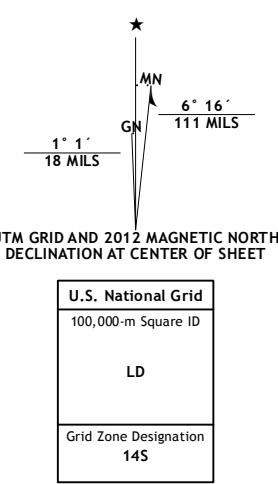 MN
GN
6° 16´
111 MILS
1° 1´
18 MILS
UTM GRID AND 2012 MAGNETIC NORTH
DECLINATION AT CENTER OF SHEET
U.S. National Grid
100,000-m Square ID
LD
Grid Zone Designation
14S